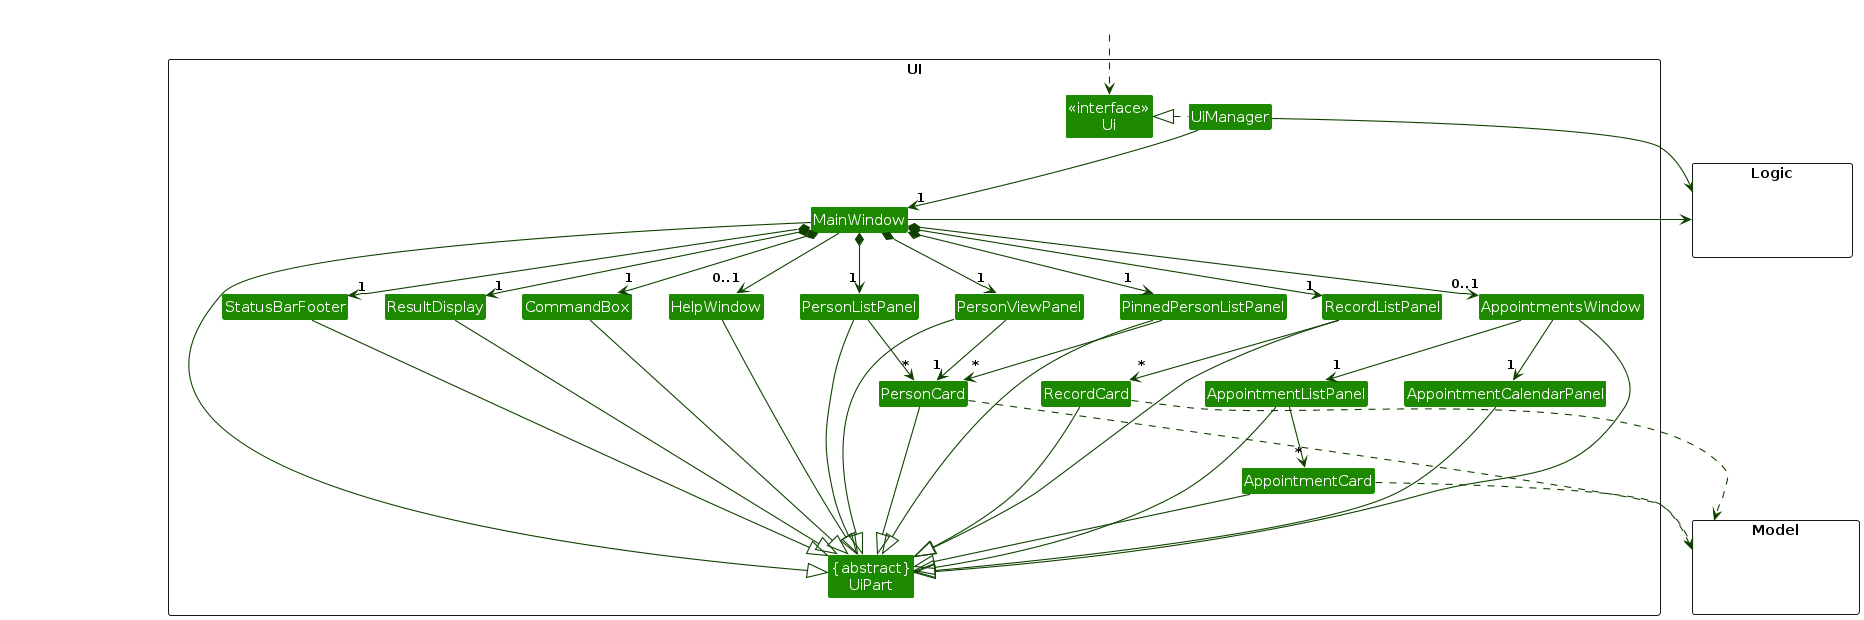 UI
«interface»
Ui
UiManager
Logic
1
MainWindow
1
1
1
0..1
1
1
1
1
0..1
StatusBarFooter
ResultDisplay
CommandBox
HelpWindow
PersonListPanel
PersonViewPanel
PinnedPersonListPanel
RecordListPanel
AppointmentsWindow
*
1
*
*
1
1
PersonCard
RecordCard
AppointmentListPanel
AppointmentCalendarPanel
*
AppointmentCard
Model
{abstract}
UiPart